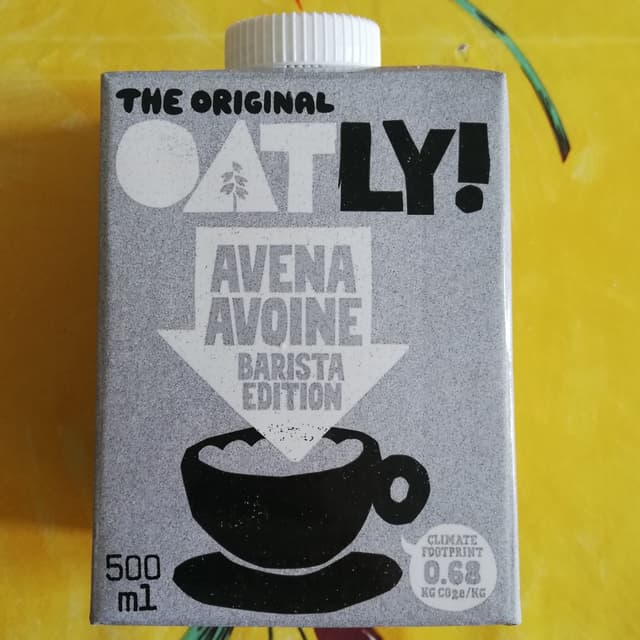 THE ORIGINAL
OATLY!
AVENA
AVOINE
BARISTA
EDITION
500
ml
CLIMATE
FOOTPRINT
0.68
KG CO2e/KG